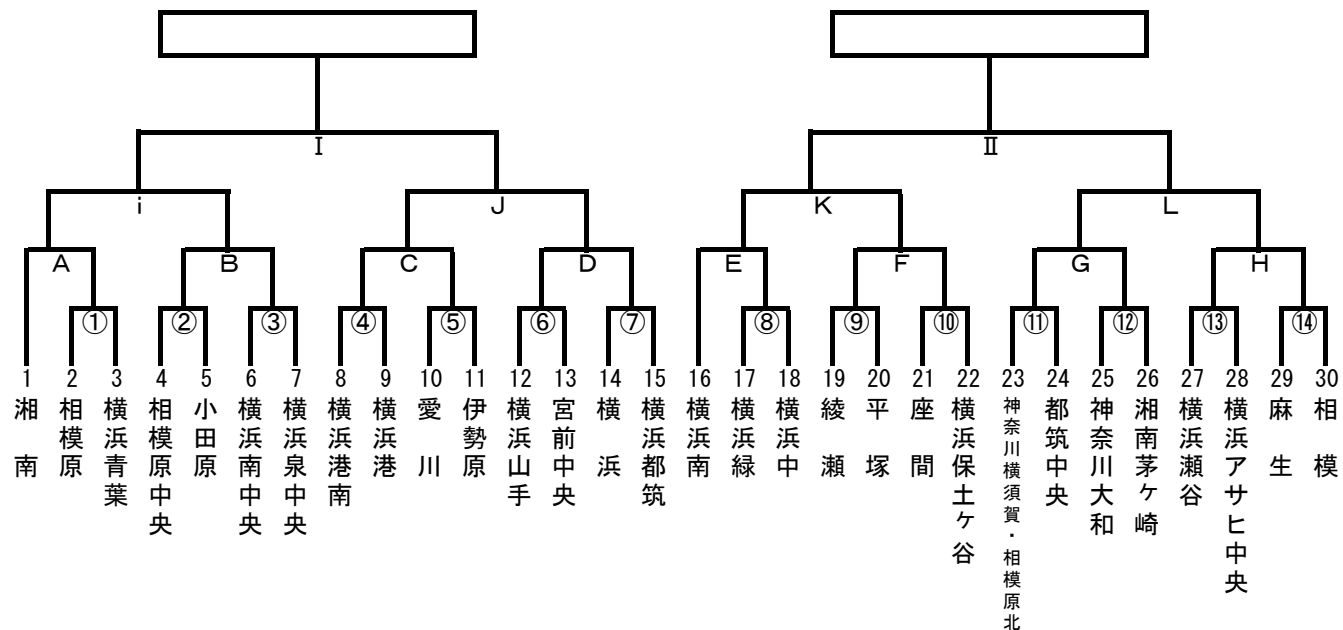 Ⅰ Ⅱ
i J K L
A B C D E F G H
① ② ③ ④ ⑤ ⑥ ⑦ ⑧ ⑨ ⑩ ⑪ ⑫ ⑬ ⑭
1 2 3 4 5 6 7 8 9 10 11 12 13 14 15 16 17 18 19 20 21 22 23 24 25 26 27 28 29 30
湘南
相模原
横浜青葉
相模原中央
小田原
横浜南中央
横浜泉中央
横浜港南
横浜港
愛川
伊勢原
横浜山手
宮前中央
横浜
横浜都筑
横浜南
横浜緑
横浜中
綾瀬
平塚
座間
横浜保土ケ谷
神奈川横須賀・相模原北
都筑中央
神奈川大和
湘南茅ケ崎
横浜瀬谷
横浜アサヒ中央
麻生
相模